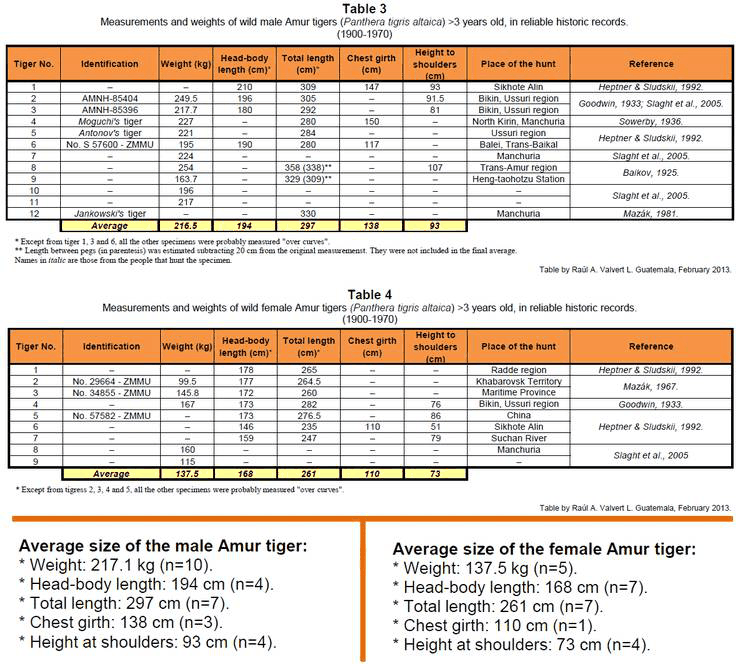 Table 3
Measurements and weights of wild male Amur tigers (Panthera tigris altaica) >3 years old, in reliable historic records.
(1900-1970)
Tiger No. Identification Weight (kg) Head-body length (cm)* Total length (cm)* Chest girth (cm) Height to shoulders (cm) Place of the hunt Reference
1 – – 210 309 147 93 Sikhote Alin Heptner & Sludskii, 1992.
2 AMNH-85404 249.5 196 305 – 91.5 Bikin, Ussuri region Goodwin, 1933; Slaght et al., 2005.
3 AMNH-85396 217.7 180 292 – 81 Bikin, Ussuri region
4 Moguchi's tiger 227 – 280 150 – North Kirin, Manchuria Sowerby, 1936.
5 Antonov's tiger 221 – 284 – – Ussuri region Heptner & Sludskii, 1992.
6 No. S 57600 - ZMMU 195 190 280 117 – Balei, Trans-Baikal
7 – 224 – – – – Manchuria Slaght et al., 2005.
8 – 254 – 358 (338)** – 107 Trans-Amur region Baikov, 1925.
9 – 163.7 – 329 (309)** – – Heng-taohotzu Station
10 – 196 – – – – – Slaght et al., 2005.
11 – 217 – – – – –
12 Jankowski's tiger – – 330 – – Manchuria Mazák, 1981.
Average 216.5 194 297 138 93
* Except from tiger 1, 3 and 6, all the other specimens were probably measured "over curves".
** Length between pegs (in parentesis) was estimated subtracting 20 cm from the original measuremenst. They were not included in the final average.
Names in italic are those from the people that hunt the specimen.
Table by Raúl A. Valvert L. Guatemala, February 2013.
Table 4
Measurements and weights of wild female Amur tigers (Panthera tigris altaica) >3 years old, in reliable historic records.
(1900-1970)
Tiger No. Identification Weight (kg) Head-body length (cm)* Total length (cm)* Chest girth (cm) Height to shoulders (cm) Place of the hunt Reference
1 – – 178 265 – – Radde region Heptner & Sludskii, 1992.
2 No. 29664 - ZMMU 99.5 177 264.5 – – Khabarovsk Territory Mazák, 1967.
3 No. 34855 - ZMMU 145.8 172 260 – – Maritime Province
4 – 167 173 282 – 76 Bikin, Ussuri region Goodwin, 1933.
5 No. 57582 - ZMMU – 173 276.5 – 86 China Heptner & Sludskii, 1992.
6 – – 146 235 110 51 Sikhote Alin
7 – – 159 247 – 79 Suchan River
8 – 160 – – – – Manchuria Slaght et al., 2005
9 – 115 – – – – –
Average 137.5 168 261 110 73
* Except from tigress 2, 3, 4 and 5, all the other specimens were probably measured "over curves".
Table by Raúl A. Valvert L. Guatemala, February 2013.
Average size of the male Amur tiger:
* Weight: 217.1 kg (n=10).
* Head-body length: 194 cm (n=4).
* Total length: 297 cm (n=7).
* Chest girth: 138 cm (n=3).
* Height at shoulders: 93 cm (n=4).
Average size of the female Amur tiger:
* Weight: 137.5 kg (n=5).
* Head-body length: 168 cm (n=7).
* Total length: 261 cm (n=7).
* Chest girth: 110 cm (n=1).
* Height at shoulders: 73 cm (n=4).